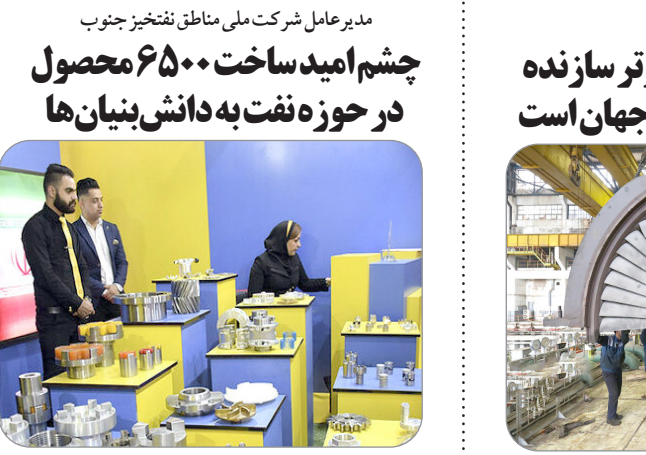 مدیرعامل شرکت ملی مناطق نفتخیز جنوب
چشم امید ساخت ۶۵۰۰ محصول
در حوزه نفت به دانش‌بنیان‌ها
سازنده
جهان است